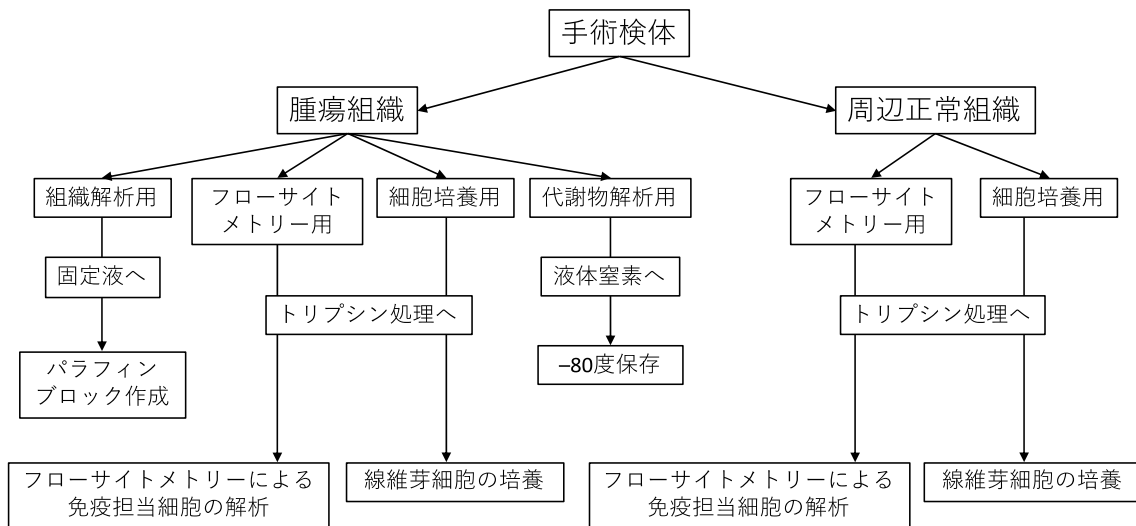 手術検体
腫瘍組織
周辺正常組織
組織解析用
フローサイト
メトリー用
細胞培養用
代謝物解析用
フローサイト
メトリー用
細胞培養用
固定液へ
液体窒素へ
トリプシン処理へ
トリプシン処理へ
パラフィン
ブロック作成
–80度保存
フローサイトメトリーによる
免疫担当細胞の解析
線維芽細胞の培養
フローサイトメトリーによる
免疫担当細胞の解析
線維芽細胞の培養